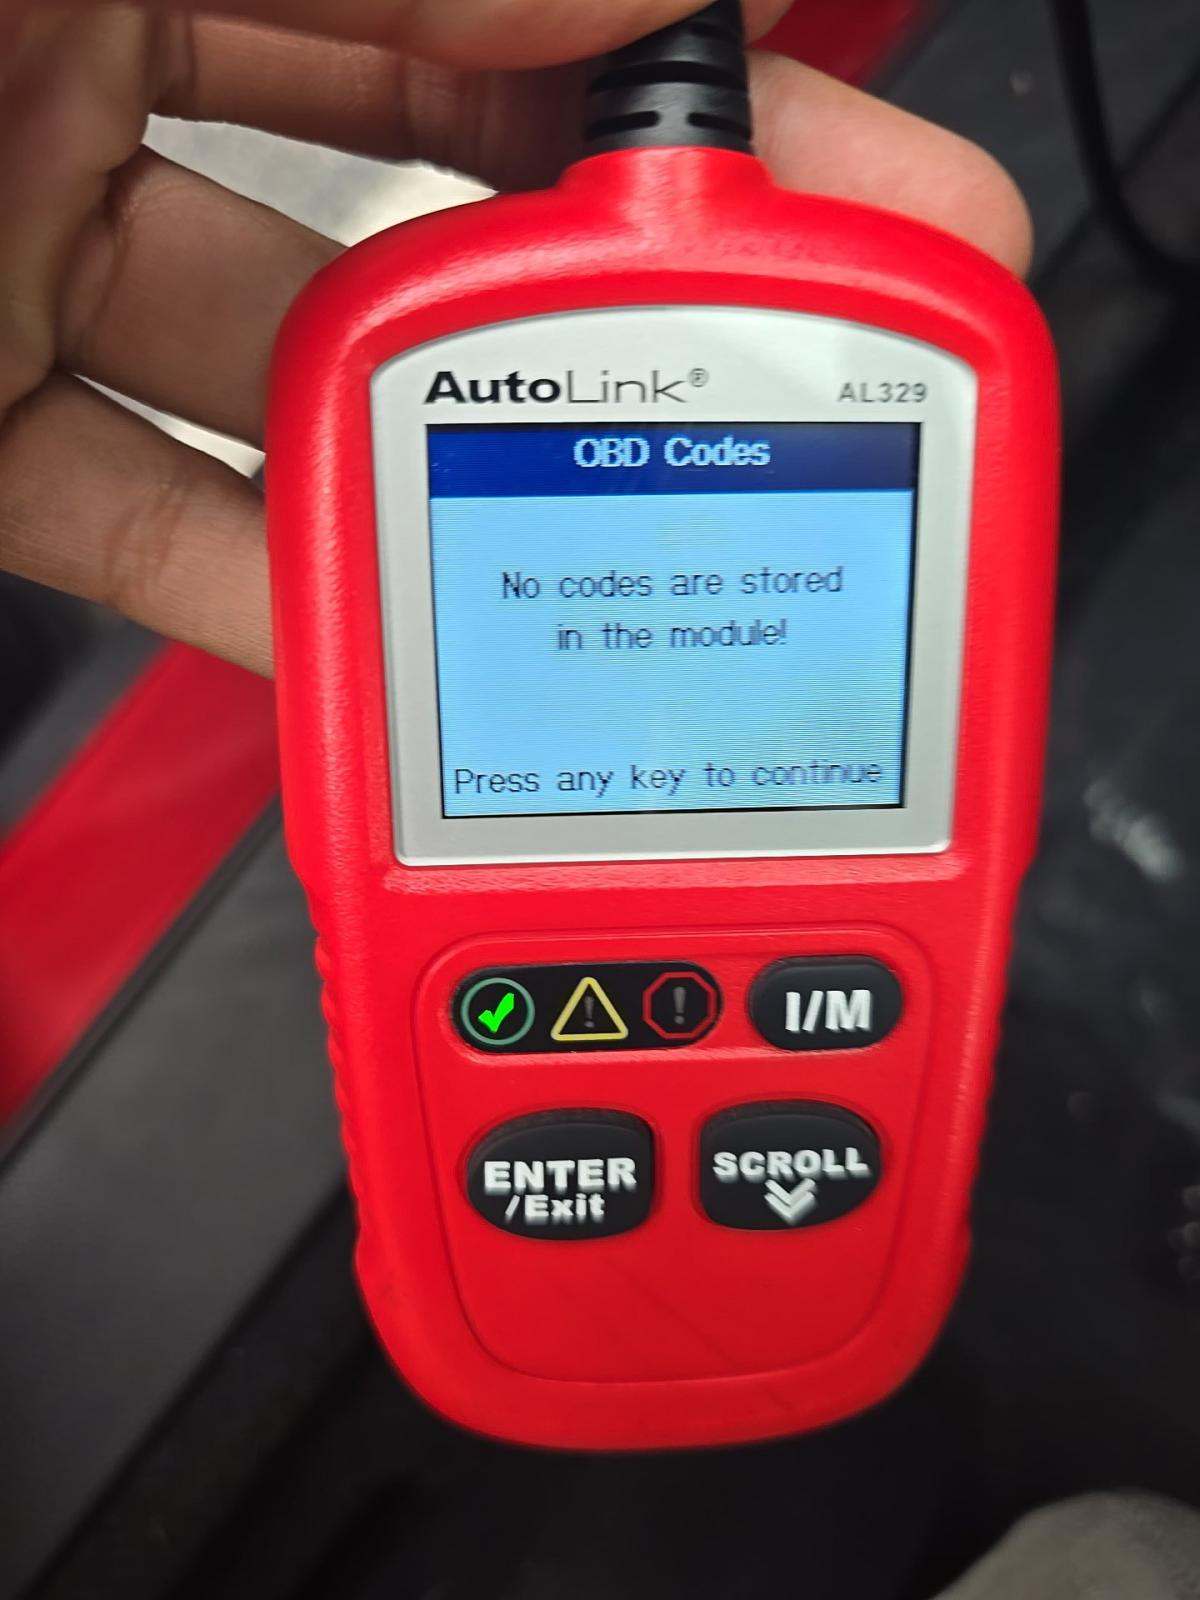 AutoLink®
AL329
OBD Codes
No codes are stored
in the module!
Press any key to continue
I/M
ENTER
/Exit
SCROLL